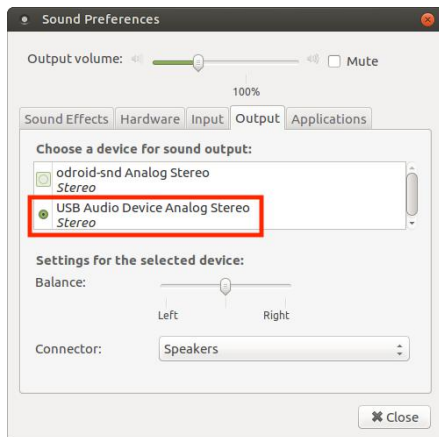 Sound Preferences
Output volume: Mute
100%
Sound Effects Hardware Input Output Applications
Choose a device for sound output:
odroid-snd Analog Stereo
Stereo
USB Audio Device Analog Stereo
Stereo
Settings for the selected device:
Balance:
Left Right
Connector: Speakers
Close